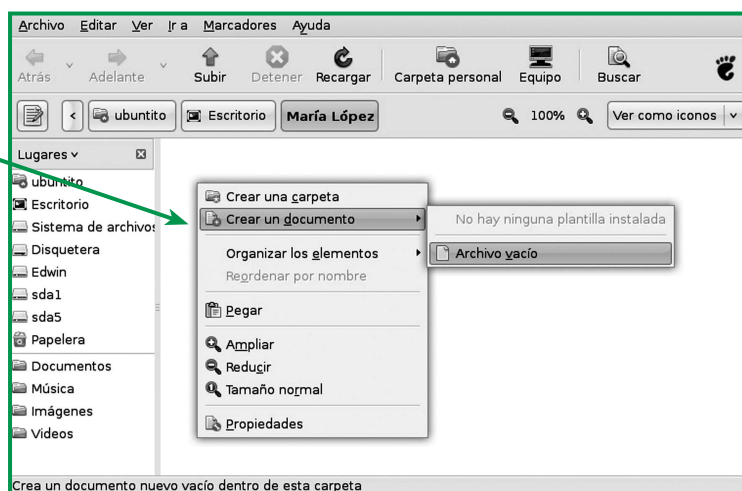 Archivo Editar Ver Ir a Marcadores Ayuda
Atrás Adelante Subir Detener Recargar Carpeta personal Equipo Buscar
< ubuntito Escritorio María López 100% Ver como iconos
Lugares
ubuntito
Escritorio
Sistema de archivos
Disquetera
Edwin
sda1
sda5
Papelera
Documentos
Música
Imágenes
Videos
Crear una carpeta
Crear un documento
Organizar los elementos
Reordenar por nombre
Pegar
Ampliar
Reducir
Tamaño normal
Propiedades
No hay ninguna plantilla instalada
Archivo vacío
Crea un documento nuevo vacío dentro de esta carpeta